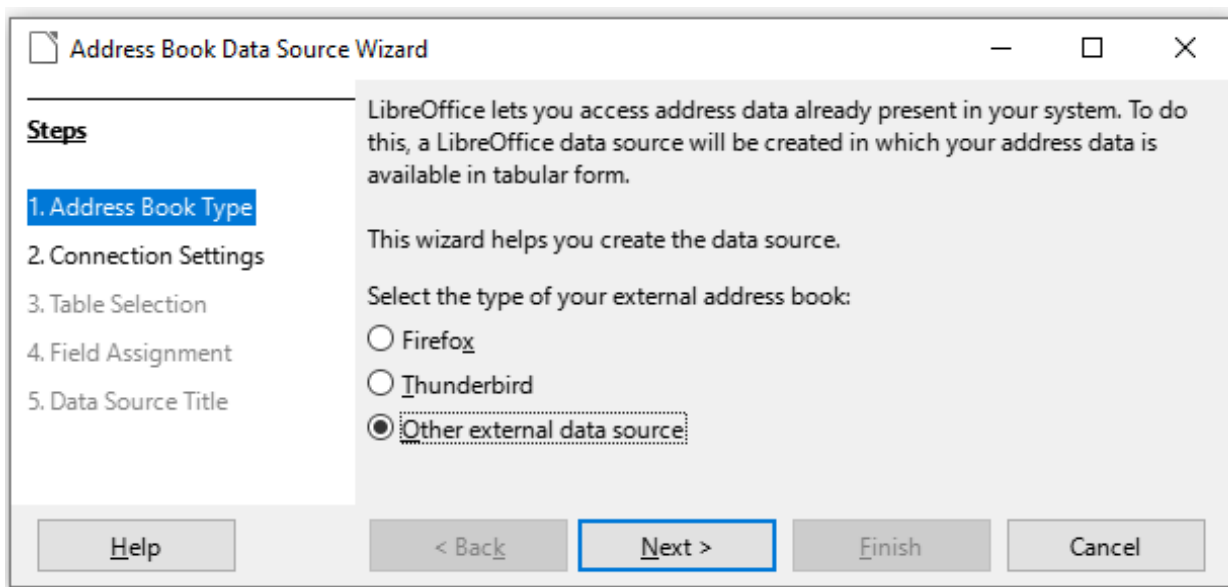 Address Book Data Source Wizard
Steps
1. Address Book Type
2. Connection Settings
3. Table Selection
4. Field Assignment
5. Data Source Title
LibreOffice lets you access address data already present in your system. To do
this, a LibreOffice data source will be created in which your address data is
available in tabular form.
This wizard helps you create the data source.
Select the type of your external address book:
Firefox
Thunderbird
Other external data source
Help
< Back
Next >
Finish
Cancel